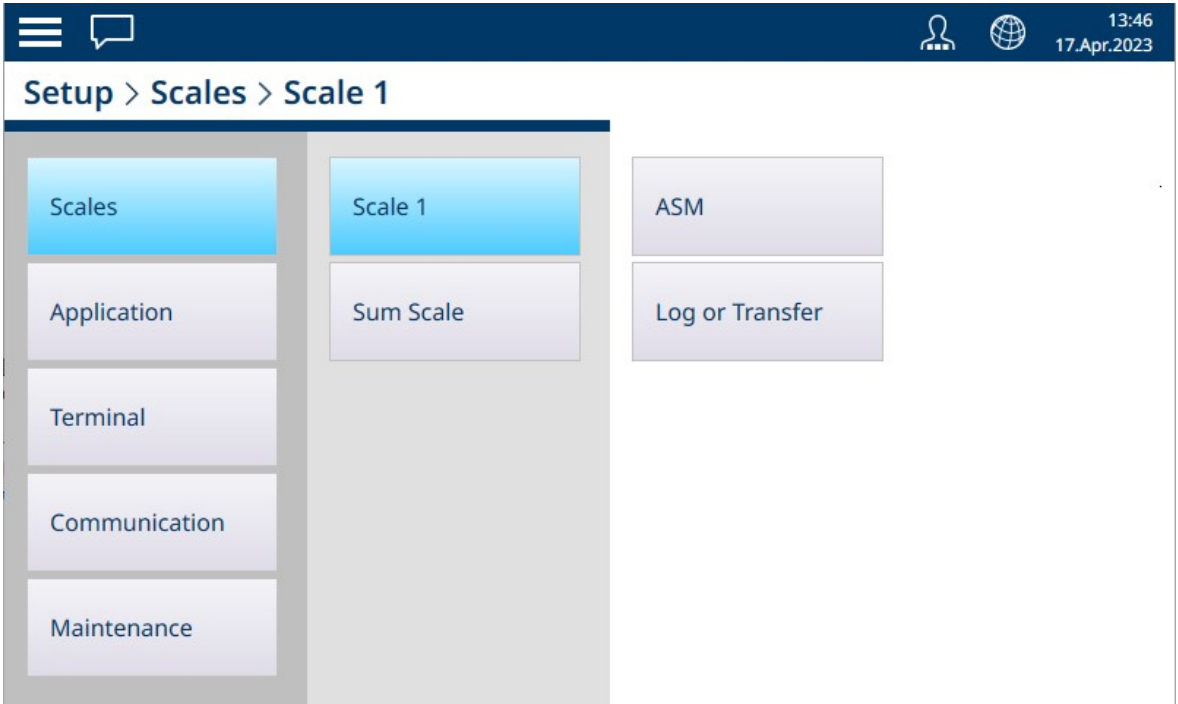 13:46
17.Apr.2023
Setup > Scales > Scale 1
Scales
Application
Terminal
Communication
Maintenance
Scale 1
Sum Scale
ASM
Log or Transfer